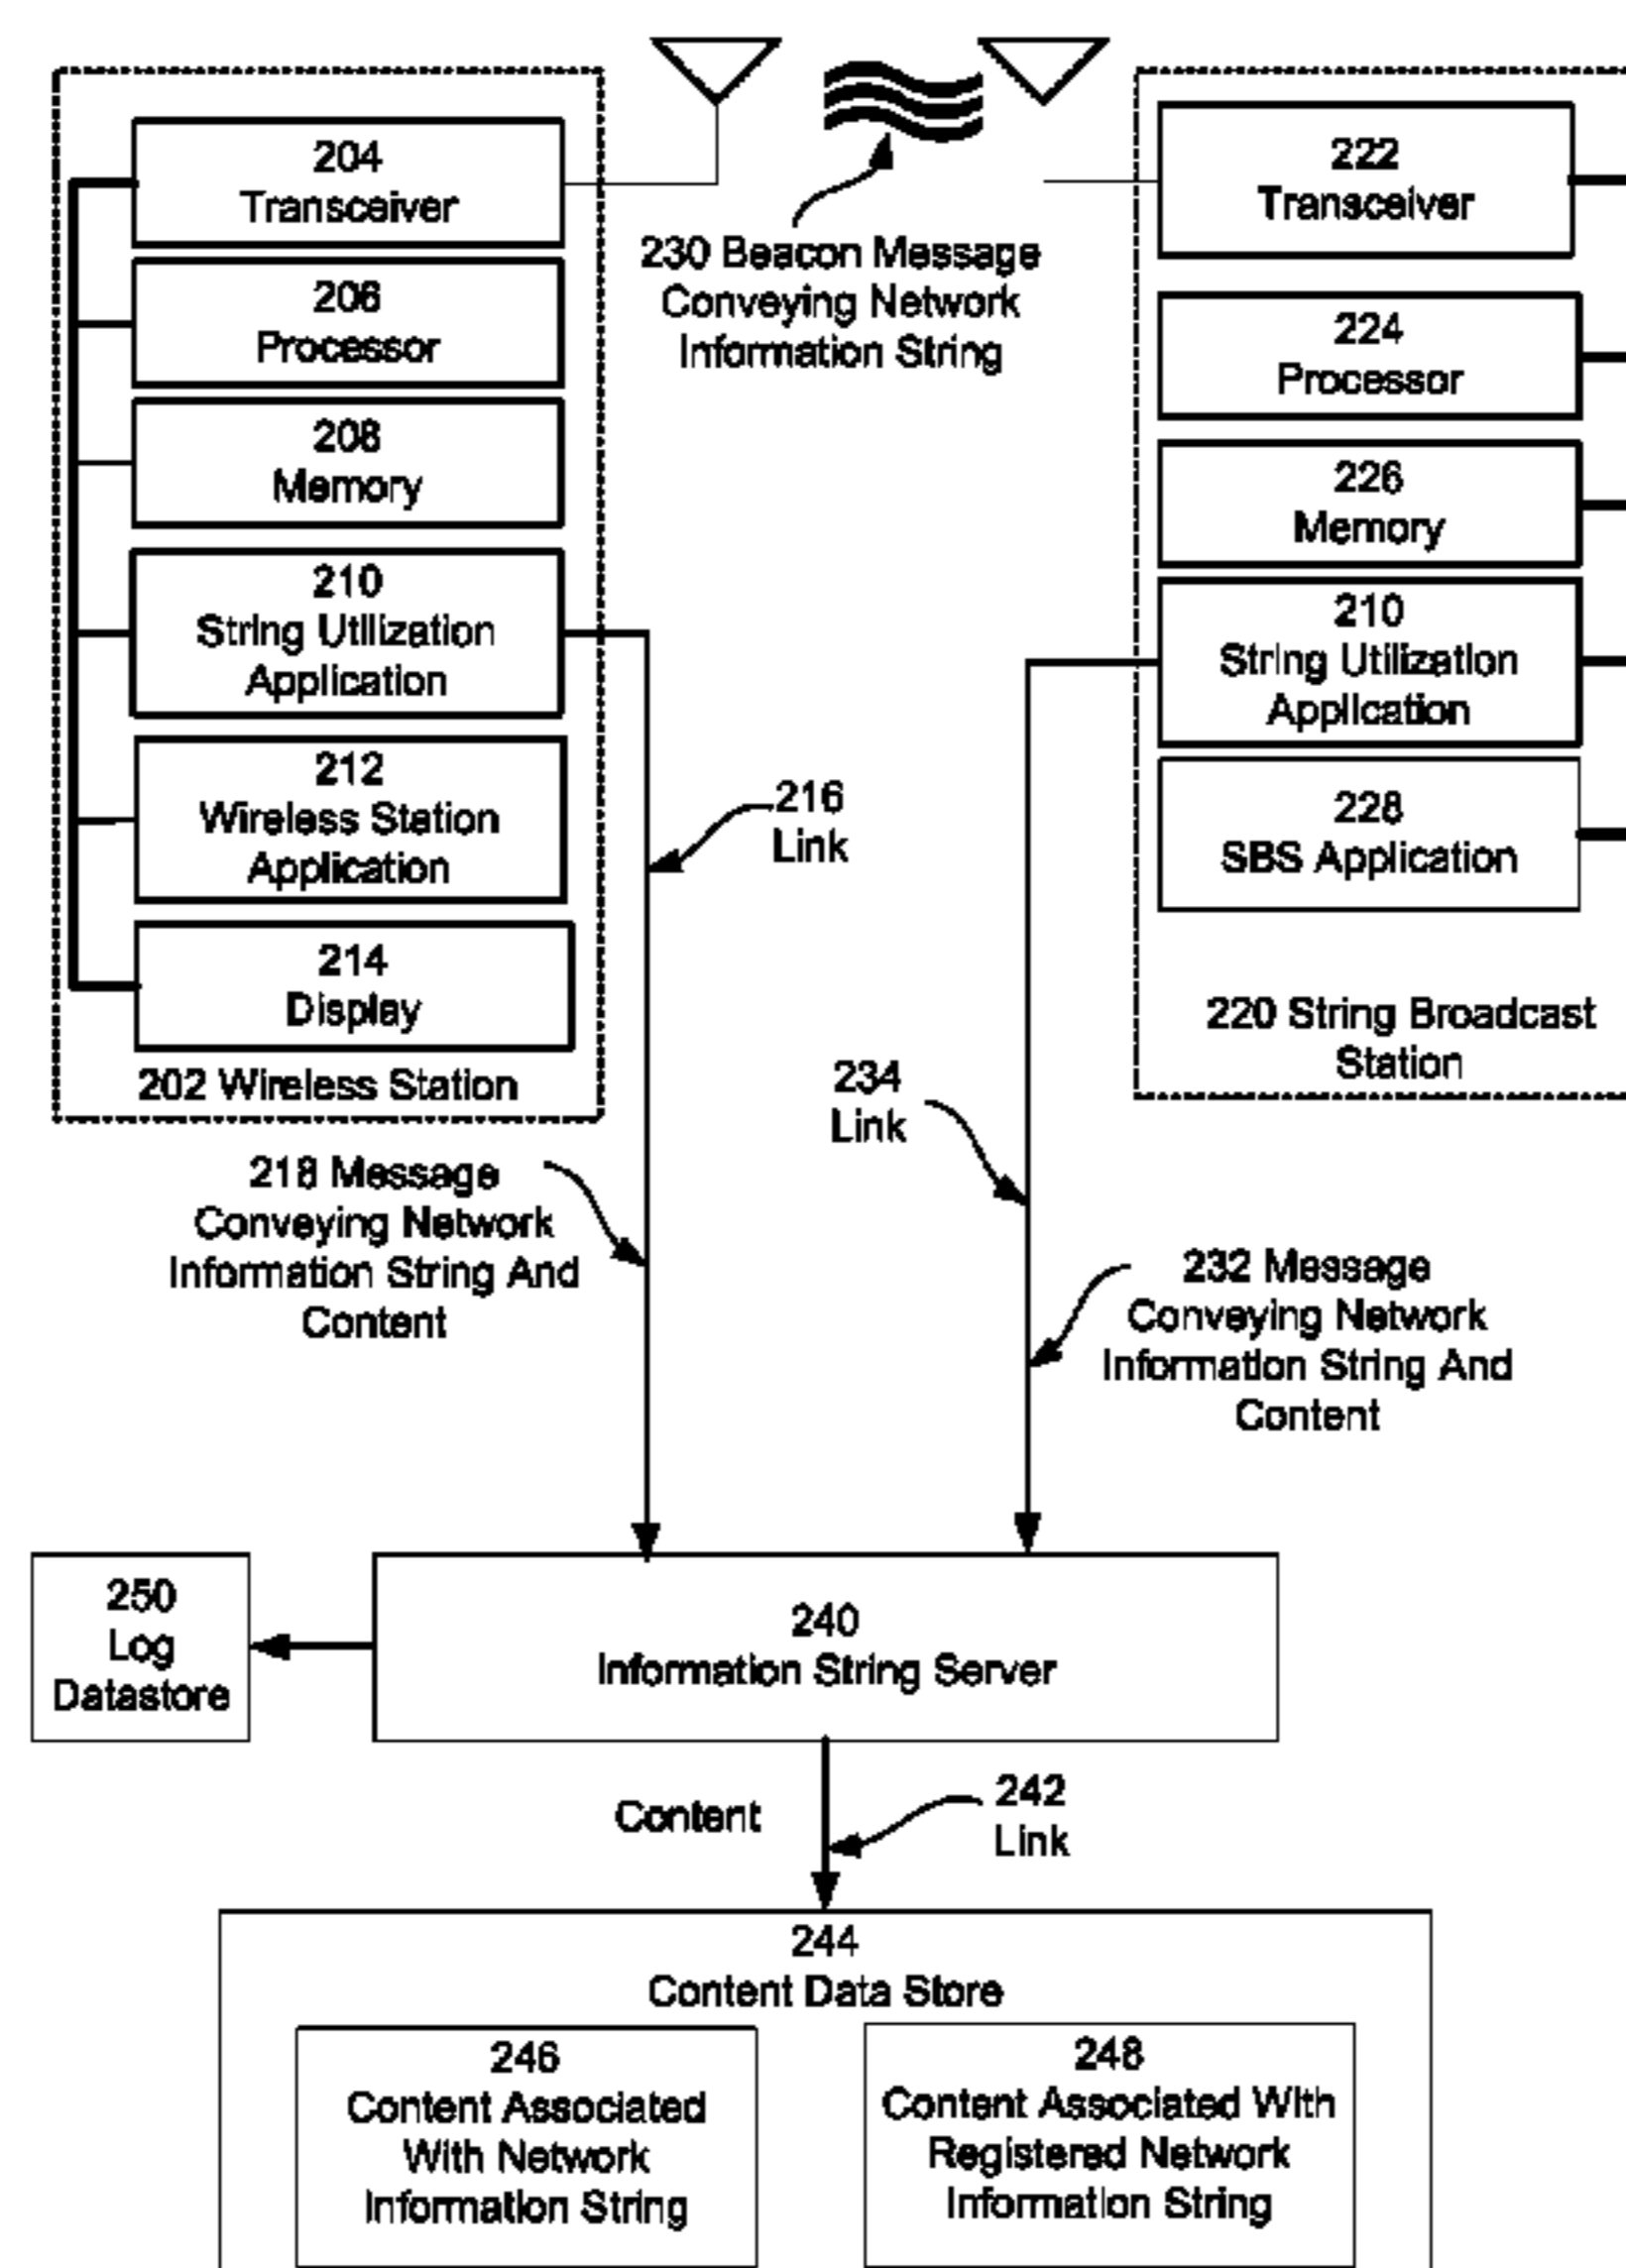 204
Transceiver
206
Processor
208
Memory
210
String Utilization
Application
212
Wireless Station
Application
214
Display
202 Wireless Station
230 Beacon Message
Conveying Network
Information String
222
Transceiver
224
Processor
226
Memory
210
String Utilization
Application
228
SBS Application
220 String Broadcast
Station
216
Link
234
Link
218 Message
Conveying Network
Information String And
Content
232 Message
Conveying Network
Information String And
Content
250
Log
Datastore
240
Information String Server
Content
242
Link
244
Content Data Store
246
Content Associated
With Network
Information String
248
Content Associated With
Registered Network
Information String